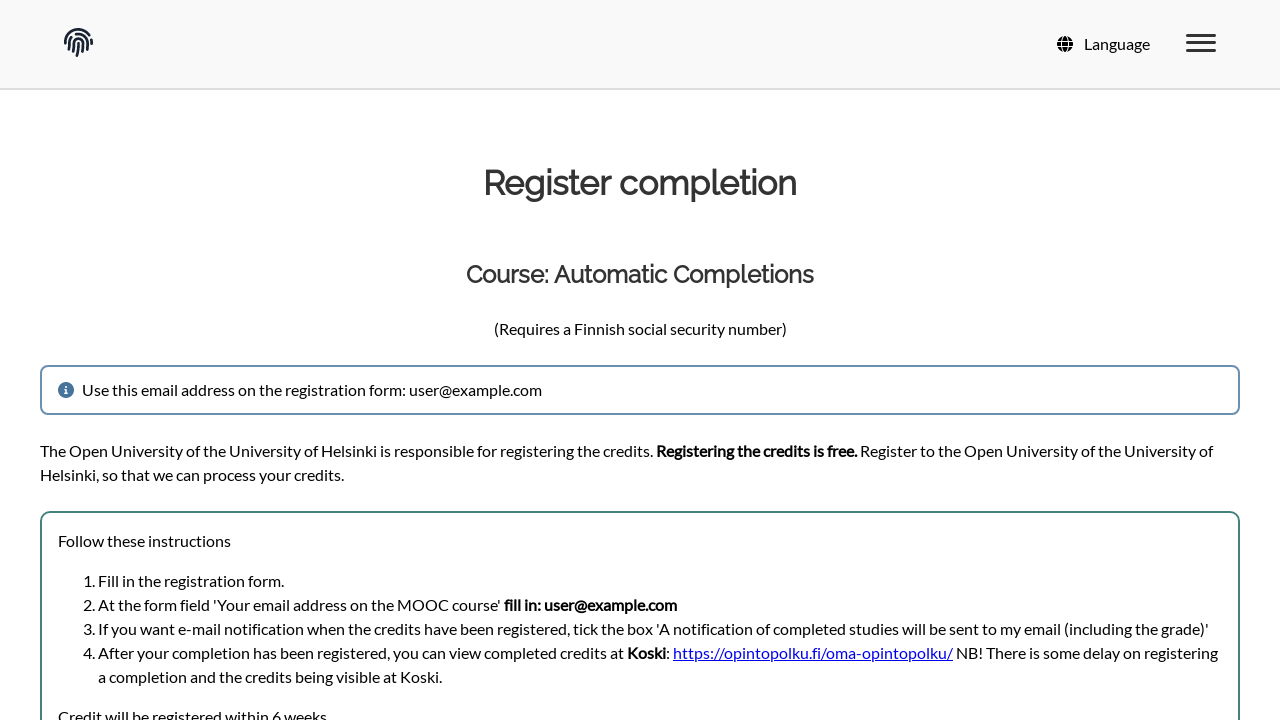 Language
Register completion
Course: Automatic Completions
(Requires a Finnish social security number)
Use this email address on the registration form: user@example.com
The Open University of the University of Helsinki is responsible for registering the credits. Registering the credits is free. Register to the Open University of the University of
Helsinki, so that we can process your credits.
Follow these instructions
1. Fill in the registration form.
2. At the form field 'Your email address on the MOOC course' fill in: user@example.com
3. If you want e-mail notification when the credits have been registered, tick the box 'A notification of completed studies will be sent to my email (including the grade)'
4. After your completion has been registered, you can view completed credits at Koski: https://opintopolku.fi/oma-opintopolku/ NB! There is some delay on registering
a completion and the credits being visible at Koski.
Credit will be registered within 6 weeks.